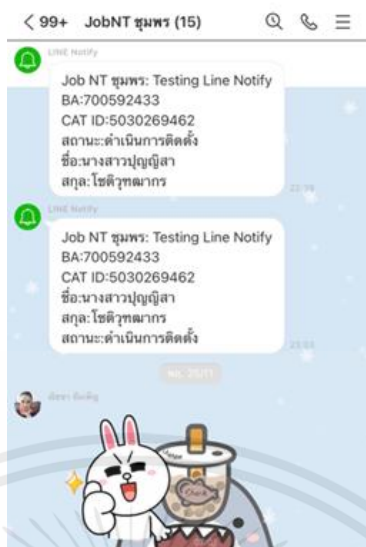 99+ JobNT ชุมพร (15)
LINE Notify
Job NT ชุมพร: Testing Line Notify
BA:700592433
CAT ID:5030269462
สถานะ:ดำเนินการติดตั้ง
ชื่อ:นางสาวปุญญิสา
สกุล:โชติวุฑฒากร
LINE Notify
Job NT ชุมพร: Testing Line Notify
BA:700592433
CAT ID:5030269462
ชื่อ:นางสาวปุญญิสา
สกุล:โชติวุฑฒากร
สถานะ:ดำเนินการติดตั้ง